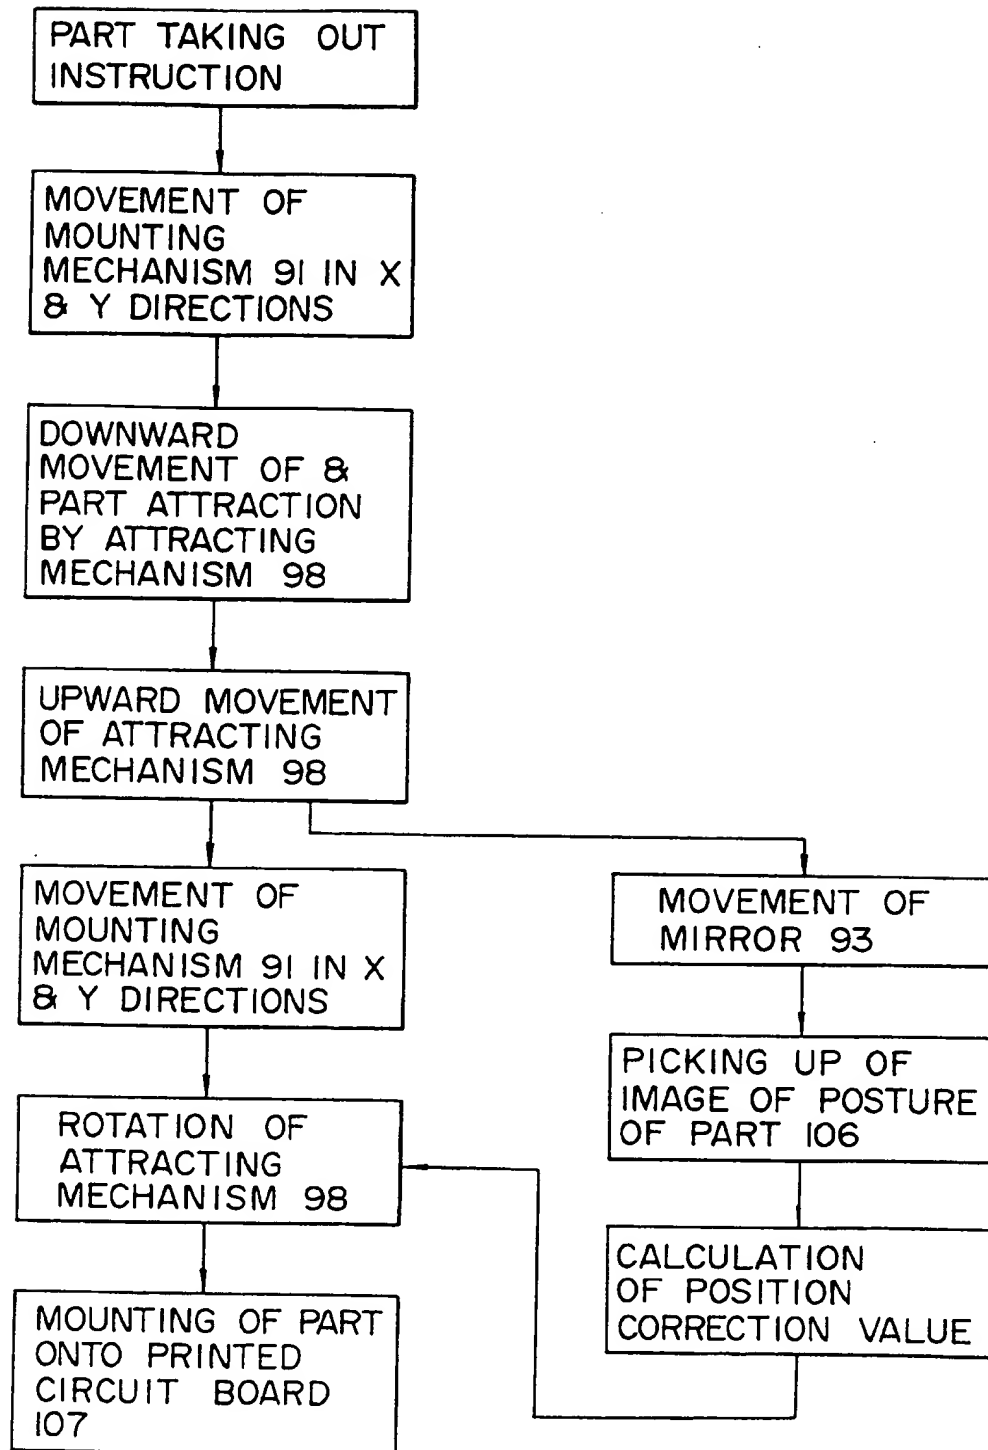 PART TAKING OUT
INSTRUCTION
MOVEMENT OF
MOUNTING
MECHANISM 91 IN X
& Y DIRECTIONS
DOWNWARD
MOVEMENT OF &
PART ATTRACTION
BY ATTRACTING
MECHANISM 98
UPWARD MOVEMENT
OF ATTRACTING
MECHANISM 98
MOVEMENT OF
MOUNTING
MECHANISM 91 IN X
& Y DIRECTIONS
ROTATION OF
ATTRACTING
MECHANISM 98
MOUNTING OF PART
ONTO PRINTED
CIRCUIT BOARD
107
MOVEMENT OF
MIRROR 93
PICKING UP OF
IMAGE OF POSTURE
OF PART 106
CALCULATION
OF POSITION
CORRECTION VALUE